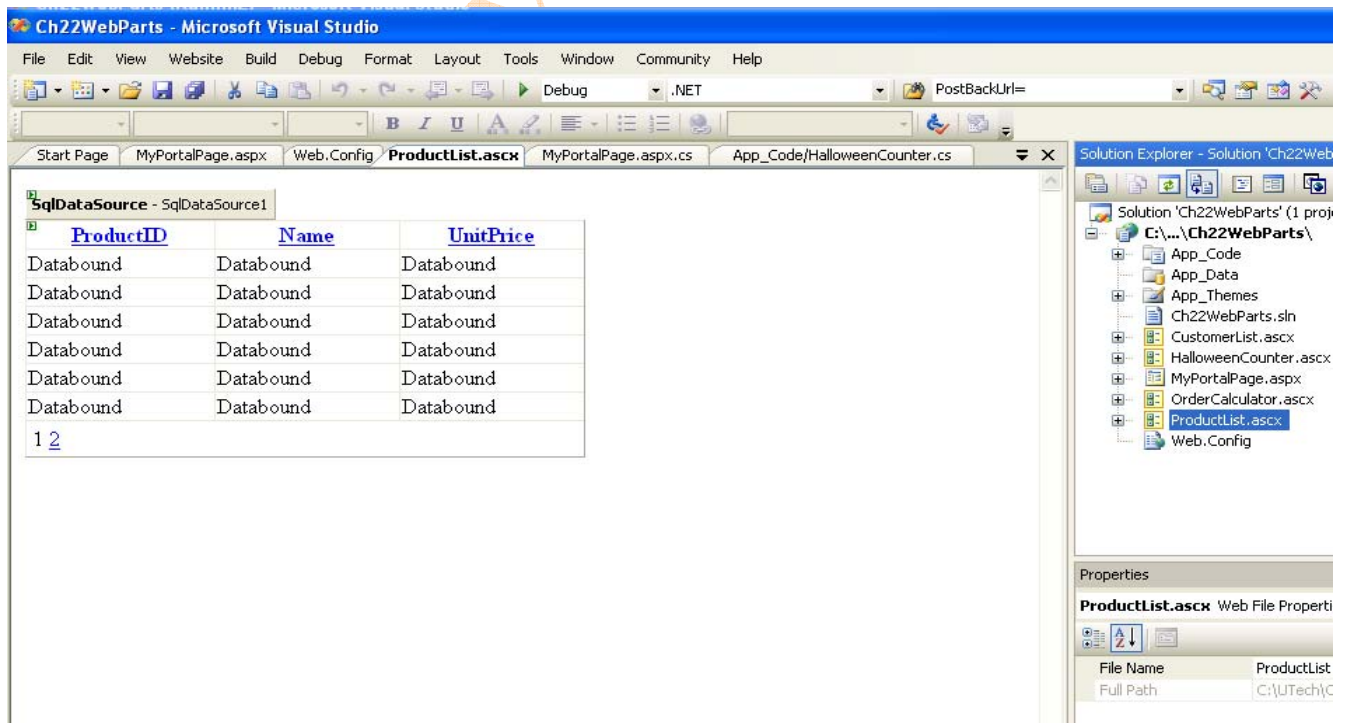 Ch22WebParts - Microsoft Visual Studio
File Edit View Website Build Debug Format Layout Tools Window Community Help
Debug .NET PostBackUrl=
B I U A
Start Page MyPortalPage.aspx Web.Config ProductList.ascx MyPortalPage.aspx.cs App_Code/HalloweenCounter.cs
SqlDataSource - SqlDataSource1
ProductID Name UnitPrice
Databound Databound Databound
Databound Databound Databound
Databound Databound Databound
Databound Databound Databound
Databound Databound Databound
Databound Databound Databound
1 2
Solution Explorer - Solution 'Ch22Web
Solution 'Ch22WebParts' (1 proj
C:\...\Ch22WebParts\
App_Code
App_Data
App_Themes
Ch22WebParts.sln
CustomerList.ascx
HalloweenCounter.ascx
MyPortalPage.aspx
OrderCalculator.ascx
ProductList.ascx
Web.Config
Properties
ProductList.ascx Web File Properti
File Name ProductList
Full Path C:\UTech\C